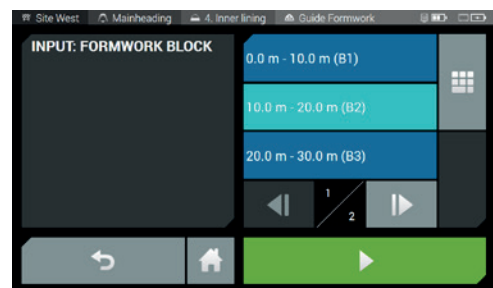 Site West Mainheading 4. Inner lining Guide Formwork
INPUT: FORMWORK BLOCK
0.0 m - 10.0 m (B1)
10.0 m - 20.0 m (B2)
20.0 m - 30.0 m (B3)
1/2